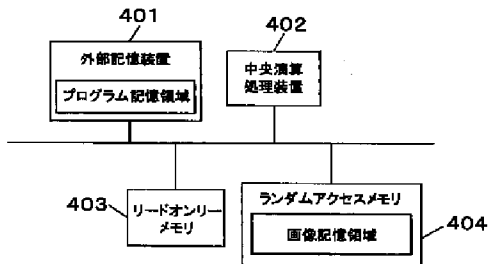 401
外部記憶装置
プログラム記憶領域
402
中央演算
処理装置
403
リードオンリー
メモリ
ランダムアクセスメモリ
画像記憶領域
404